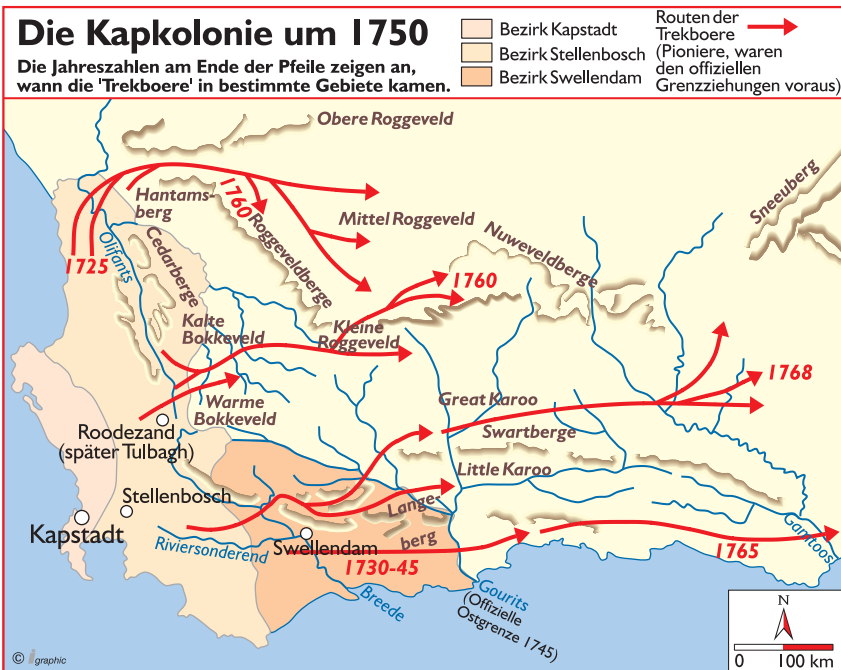 Die Kapkolonie um 1750
Die Jahreszahlen am Ende der Pfeile zeigen an,
wann die 'Trekboere' in bestimmte Gebiete kamen.
Bezirk Kapstadt
Bezirk Stellenbosch
Bezirk Swellendam
Routen der
Trekboere
(Pioniere, waren
den offiziellen
Grenzziehungen voraus)
Obere Roggeveld
Sneeuberg
Hantams-
berg
1760
Roggeveldberge
Mittel Roggeveld
Nuweveldberge
1725
Olifants
Cedarberge
1760
Kalte
Bokkeveld
Kleine
Roggeveld
1768
Warme
Bokkeveld
Great Karoo
Roodezand
(später Tulbagh)
Swartberge
Little Karoo
Stellenbosch
Lange-
berg
Kapstadt
Swellendam
Riviersonderend
Gamtoos
1765
1730-45
Breede
Gourits
(Offizielle
Ostgrenze 1745)
N
0 100 km
© i graphic